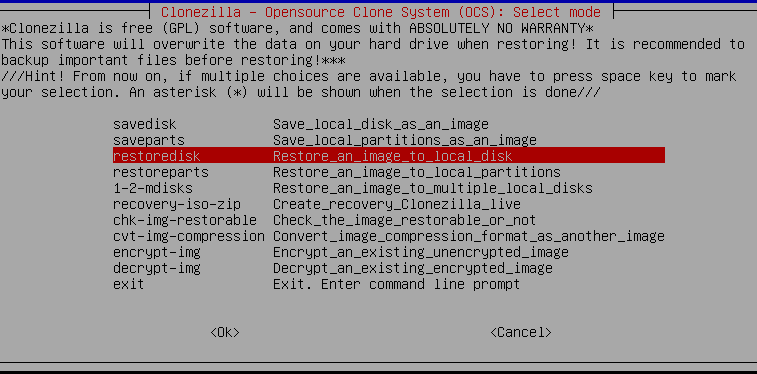 Clonezilla - Opensource Clone System (OCS): Select mode
*Clonezilla is free (GPL) software, and comes with ABSOLUTELY NO WARRANTY*
This software will overwrite the data on your hard drive when restoring! It is recommended to
backup important files before restoring!***
///Hint! From now on, if multiple choices are available, you have to press space key to mark
your selection. An asterisk (*) will be shown when the selection is done///
savedisk Save_local_disk_as_an_image
saveparts Save_local_partitions_as_an_image
restoredisk Restore_an_image_to_local_disk
restoreparts Restore_an_image_to_local_partitions
1-2-mdisks Restore_an_image_to_multiple_local_disks
recovery-iso-zip Create_recovery_Clonezilla_live
chk-img-restorable Check_the_image_restorable_or_not
cvt-img-compression Convert_image_compression_format_as_another_image
encrypt-img Encrypt_an_existing_unencrypted_image
decrypt-img Decrypt_an_existing_encrypted_image
exit Exit. Enter command line prompt
<Ok> <Cancel>